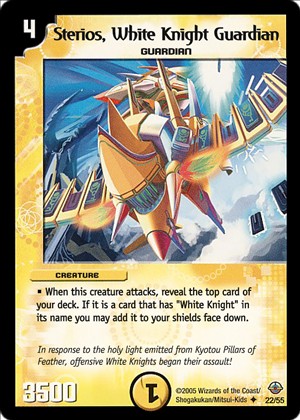 4
Sterios, White Knight Guardian
GUARDIAN
CREATURE
• When this creature attacks, reveal the top card of
your deck. If it is a card that has "White Knight" in
its name you may add it to your shields face down.
In response to the holy light emitted from Kyotou Pillars of
Feather, offensive White Knights began their assault!
3500
1
©2005 Wizards of the Coast/
Shogakukan/Mitsui-Kids ✦ 22/55